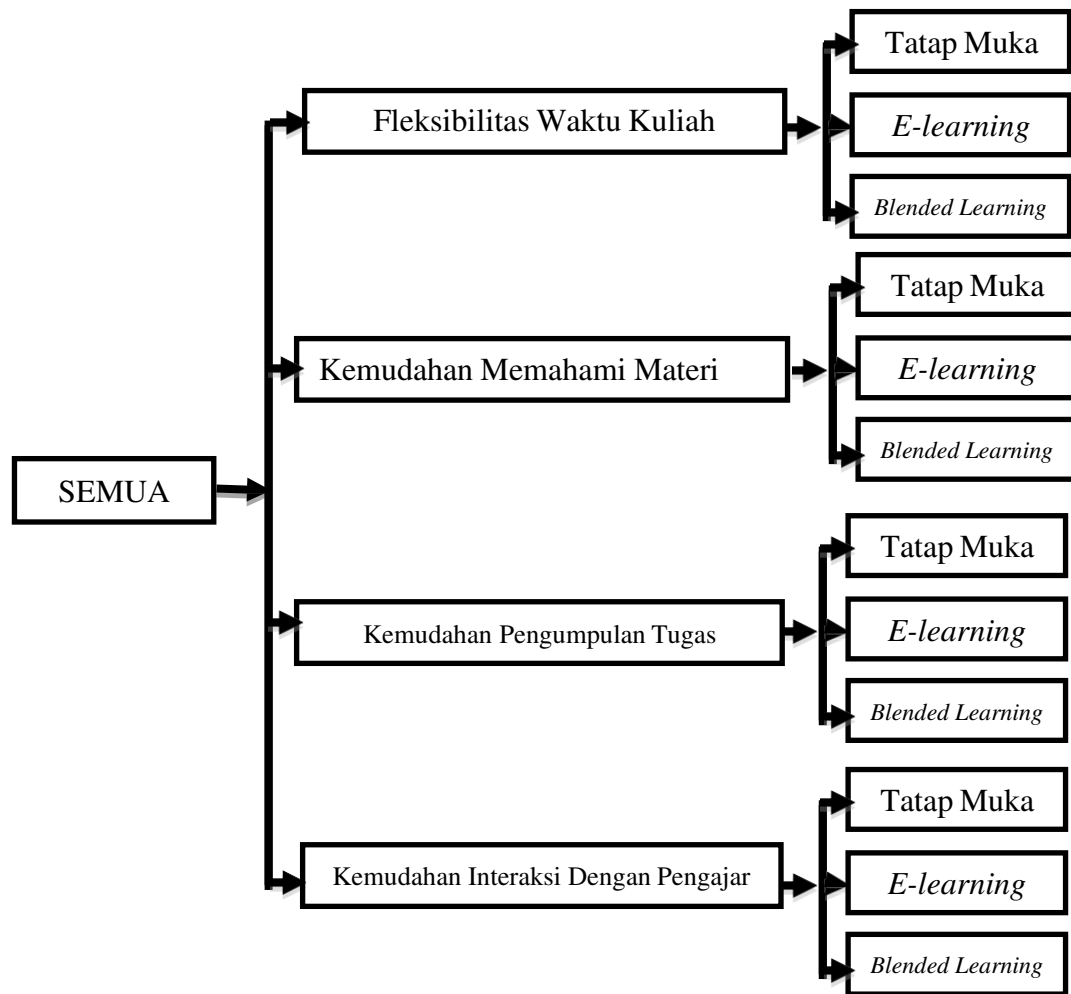 Tatap Muka
Fleksibilitas Waktu Kuliah
E-learning
Blended Learning
Tatap Muka
Kemudahan Memahami Materi
E-learning
Blended Learning
SEMUA
Tatap Muka
Kemudahan Pengumpulan Tugas
E-learning
Blended Learning
Tatap Muka
Kemudahan Interaksi Dengan Pengajar
E-learning
Blended Learning